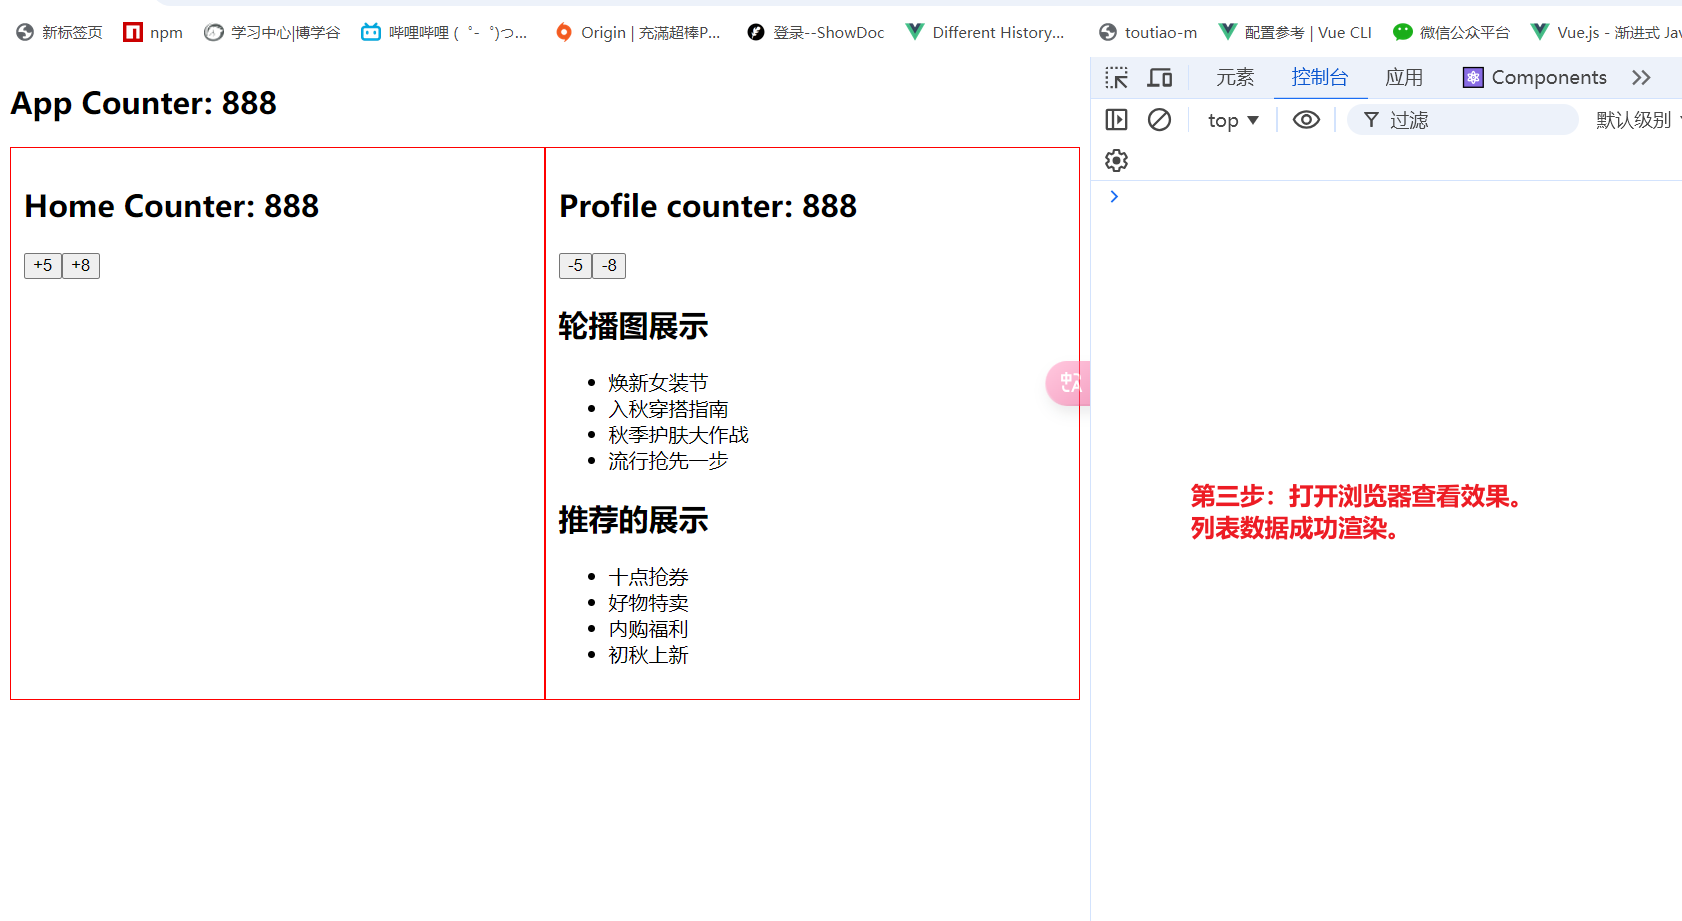 新标签页 npm 学习中心|博学谷 哔哩哔哩 (゜-゜)つ... Origin | 充满超棒P... 登录--ShowDoc Different History... toutiao-m 配置参考 | Vue CLI 微信公众平台 Vue.js - 渐进式 Jav
元素 控制台 应用 Components
App Counter: 888
top 过滤 默认级别
Home Counter: 888
+5 +8
Profile counter: 888
-5 -8
轮播图展示
焕新女装节
入秋穿搭指南
秋季护肤大作战
流行抢先一步
推荐的展示
十点抢券
好物特卖
内购福利
初秋上新
第三步：打开浏览器查看效果。
列表数据成功渲染。